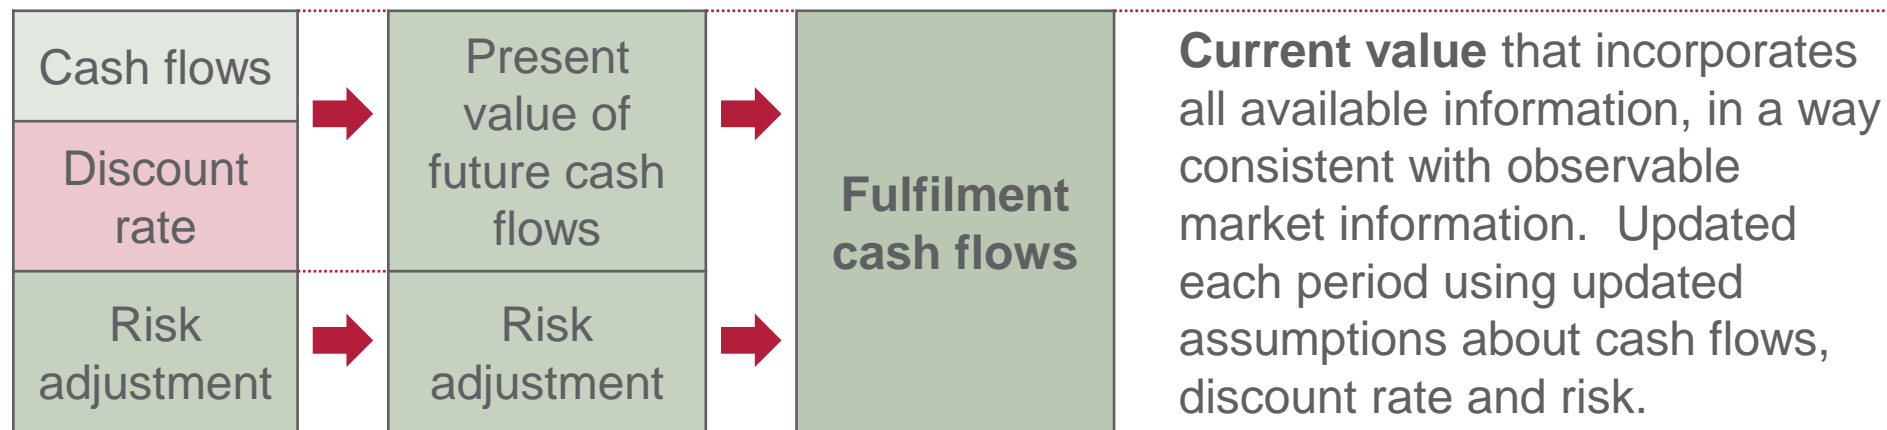 Cash flows
Discount
rate
Risk
adjustment
Present
value of
future cash
flows
Risk
adjustment
Fulfilment
cash flows
Current value that incorporates
all available information, in a way
consistent with observable
market information.  Updated
each period using updated
assumptions about cash flows,
discount rate and risk.